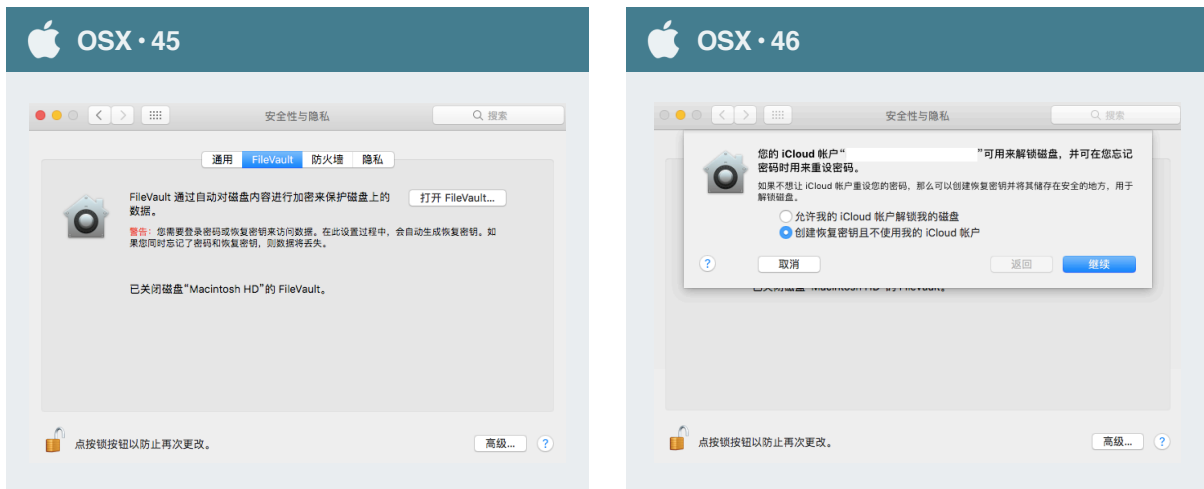 OSX · 45
安全性与隐私
搜索
通用
FileVault
防火墙
隐私
FileVault 通过自动对磁盘内容进行加密来保护磁盘上的
数据。
打开 FileVault...
警告：您需要登录密码或恢复密钥来访问数据。在此设置过程中，会自动生成恢复密钥。如
果您同时忘记了密码和恢复密钥，则数据将丢失。
已关闭磁盘“Macintosh HD”的 FileVault。
点按锁按钮以防止再次更改。
高级...
?
OSX · 46
安全性与隐私
搜索
您的 iCloud 帐户“ ”可用来解锁磁盘，并可在您忘记
密码时用来重设密码。
如果不想让 iCloud 帐户重设您的密码，那么可以创建恢复密钥并将其储存在安全的地方，用于
解锁磁盘。
允许我的 iCloud 帐户解锁我的磁盘
创建恢复密钥且不使用我的 iCloud 帐户
?
取消
返回
继续
已关闭磁盘“Macintosh HD”的 FileVault。
点按锁按钮以防止再次更改。
高级...
?